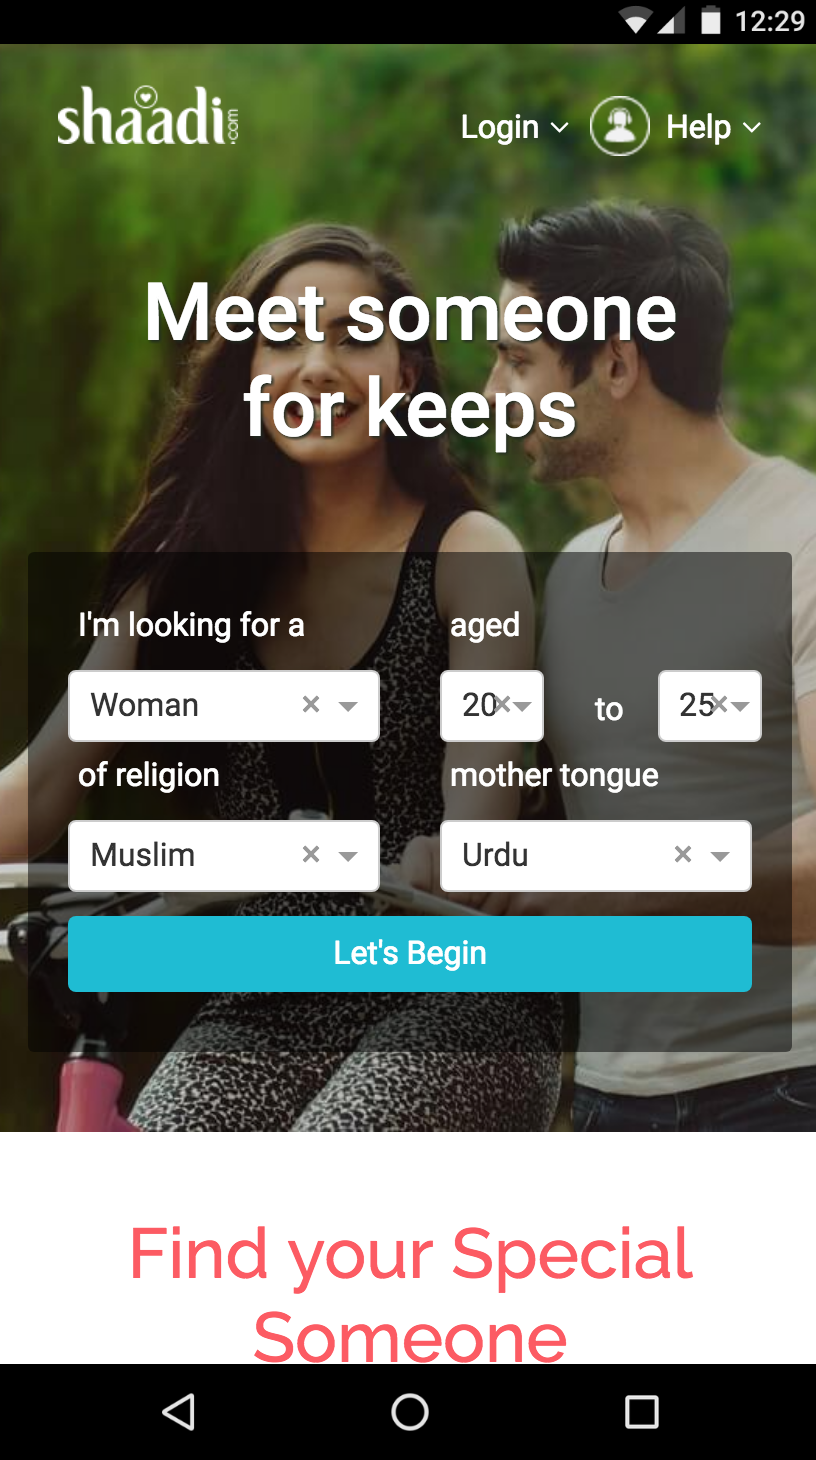 12:29
shaadi.com
Login
Help
Meet someone
for keeps
I'm looking for a
aged
Woman
20
to
25
of religion
mother tongue
Muslim
Urdu
Let's Begin
Find your Special
Someone